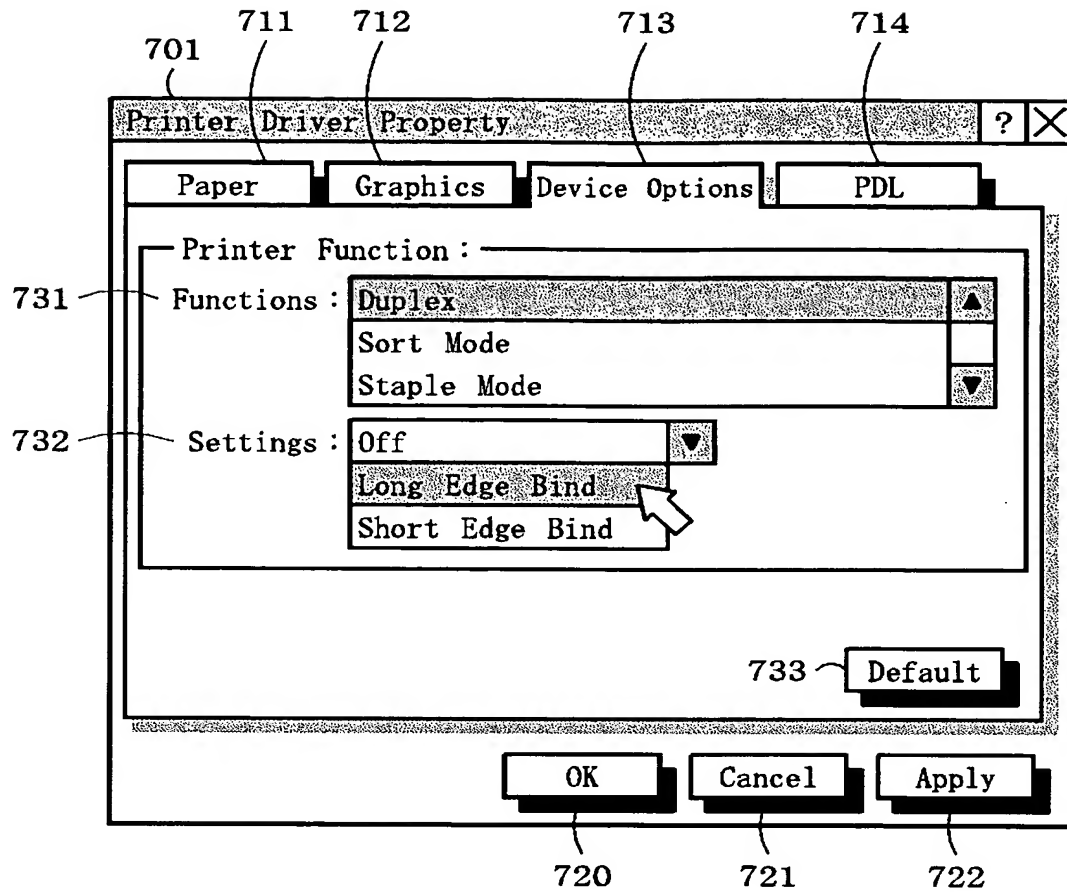 711 712 713 714
701
Printer Driver Property ? X
Paper Graphics Device Options PDL
Printer Function :
731 Functions : Duplex ▲
Sort Mode
Staple Mode ▼
732 Settings : Off ▼
Long Edge Bind
Short Edge Bind
733 Default
OK Cancel Apply
720 721 722